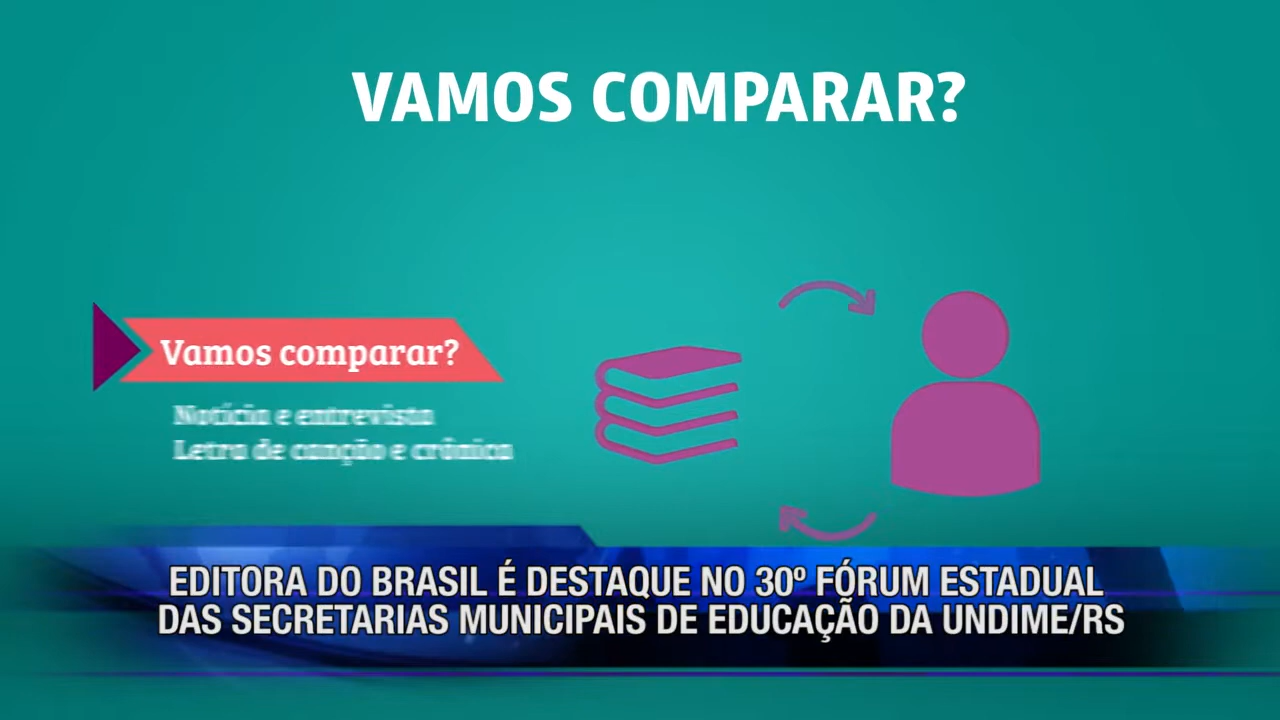 VAMOS COMPARAR?
Vamos comparar?
Notícia e entrevista
Letra de canção e crônica
EDITORA DO BRASIL É DESTAQUE NO 30º FÓRUM ESTADUAL
DAS SECRETARIAS MUNICIPAIS DE EDUCAÇÃO DA UNDIME/RS